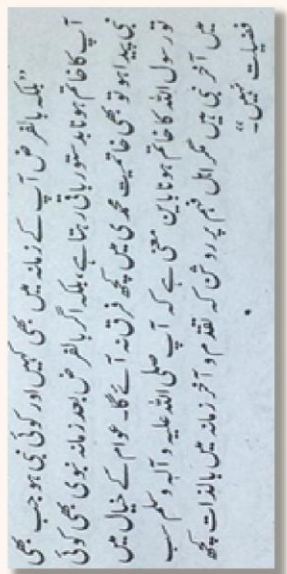 ”بلکہ بالفرض آپ کے زمانہ میں بھی کہیں اور کوئی نبی ہو جب بھی
آپ کا خاتم ہونا بدستور باقی رہتا ہے، بلکہ اگر بالفرض بعد زمانہ نبوی بھی کوئی
نبی پیدا ہو تو بھی خاتمیت محمدی میں کچھ فرق نہ آئے گا۔ عوام کے خیال میں
تو رسول اللہ کا خاتم ہونا باین معنی ہے کہ آپ صلی اللہ علیہ و آلہ وسلم سب
میں آخر نبی ہیں مگر اہل فہم پر روشن کہ تقدم و آخر زمانہ میں بالذات کچھ
فضیلت نہیں“۔